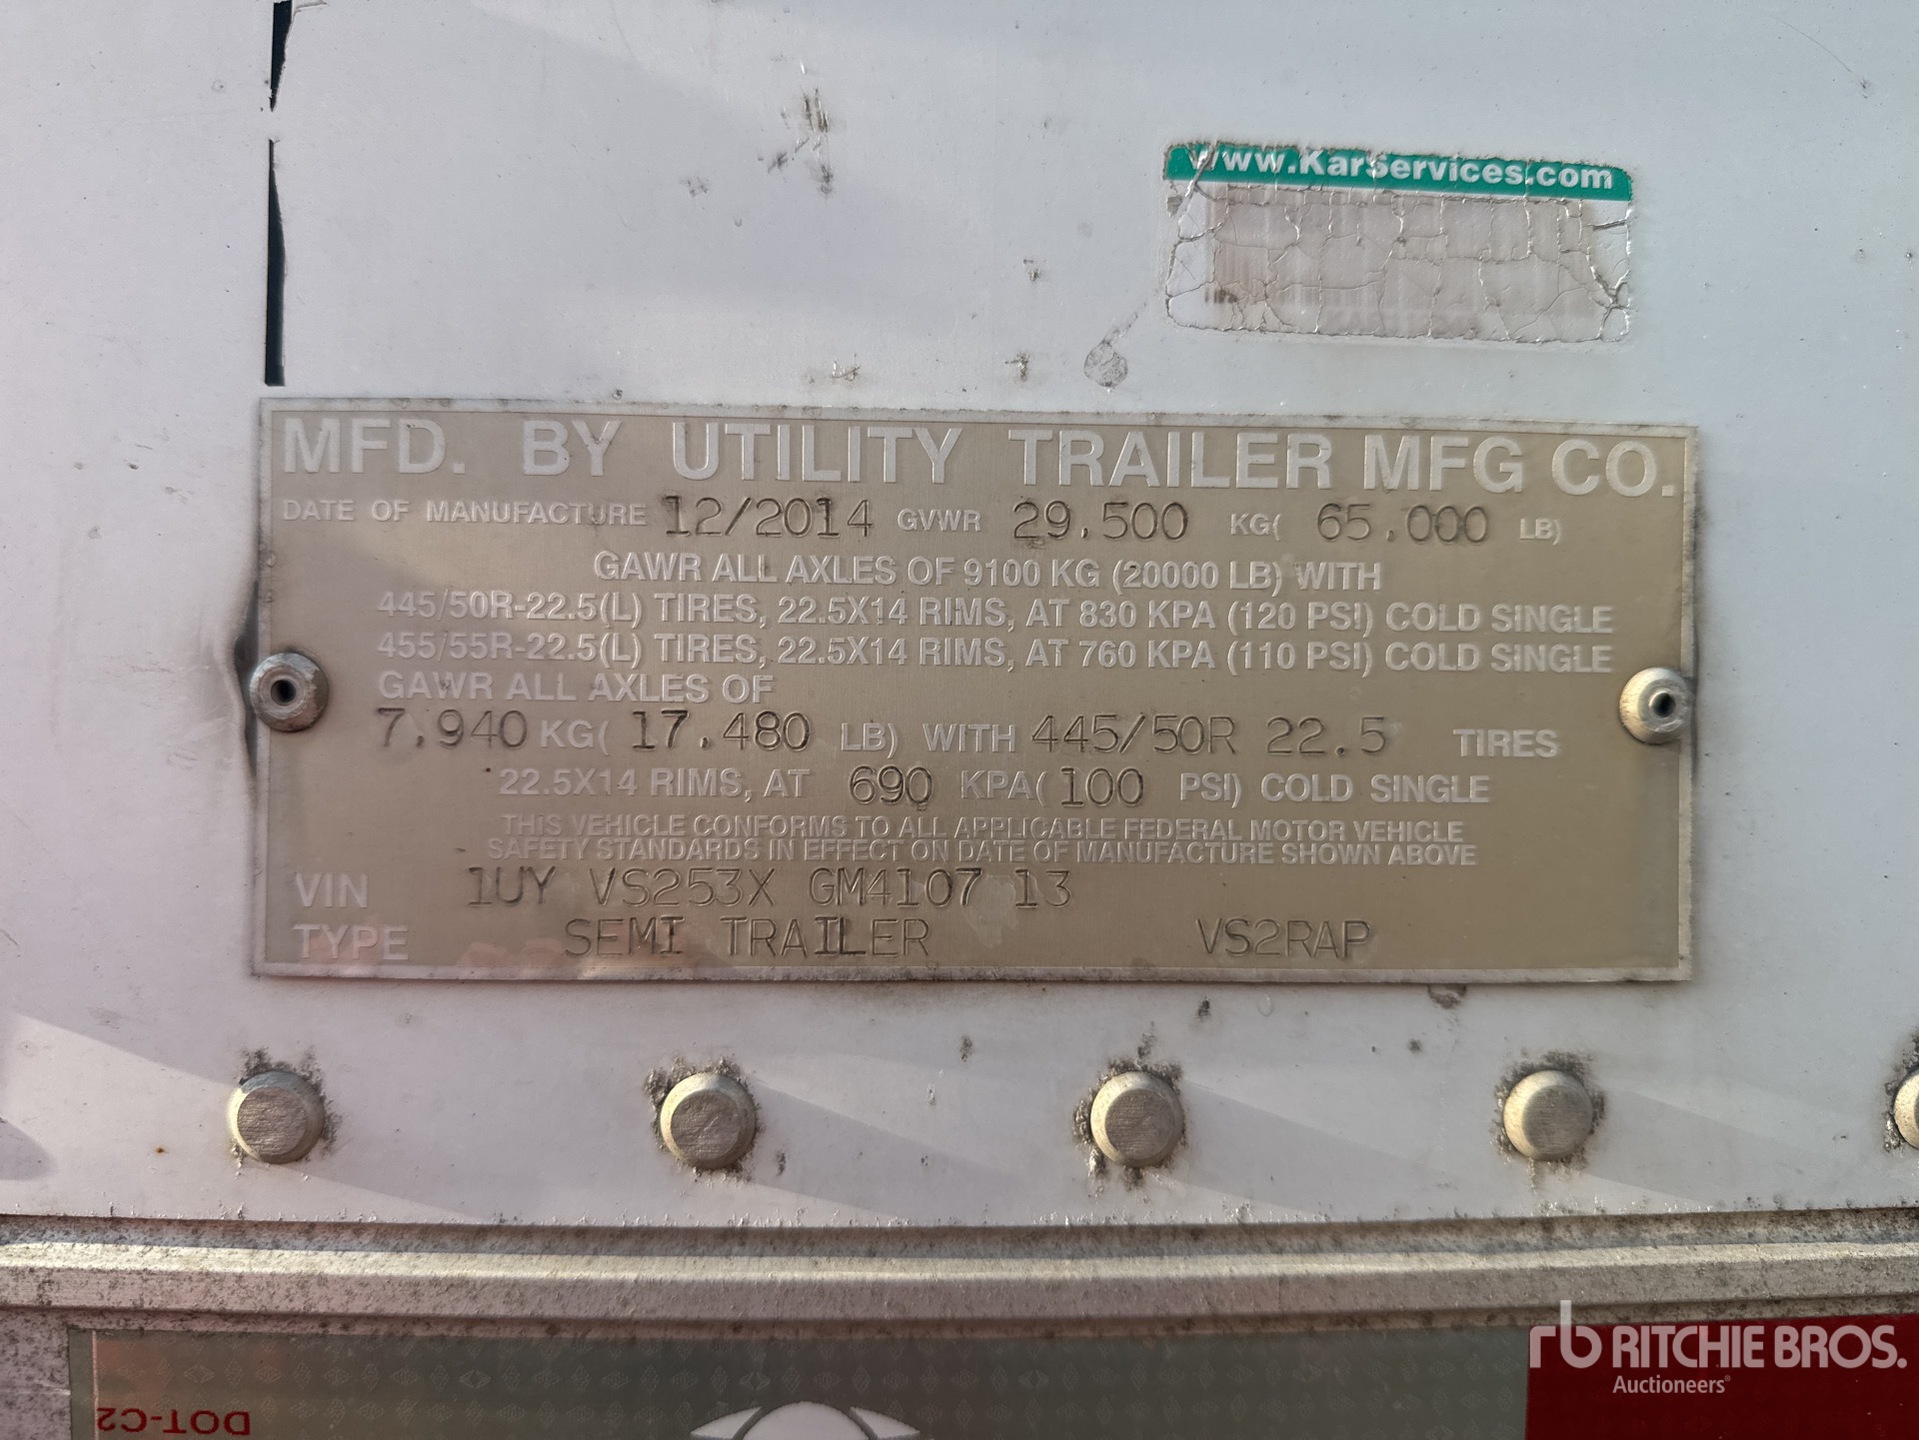 www.KarServices.com
MFD. BY UTILITY TRAILER MFG CO.
DATE OF MANUFACTURE 12/2014 GVWR 29.500 KG( 65.000 LB)
GAWR ALL AXLES OF 9100 KG (20000 LB) WITH
445/50R-22.5(L) TIRES, 22.5X14 RIMS, AT 830 KPA (120 PSI) COLD SINGLE
455/55R-22.5(L) TIRES, 22.5X14 RIMS, AT 760 KPA (110 PSI) COLD SINGLE
GAWR ALL AXLES OF
7.940 KG( 17.480 LB) WITH 445/50R 22.5 TIRES
22.5X14 RIMS, AT 690 KPA( 100 PSI) COLD SINGLE
THIS VEHICLE CONFORMS TO ALL APPLICABLE FEDERAL MOTOR VEHICLE
SAFETY STANDARDS IN EFFECT ON DATE OF MANUFACTURE SHOWN ABOVE
VIN 1UY VS253X GM4107 13
TYPE SEMI TRAILER VS2RAP
DOT-C2
rb RITCHIE BROS.
Auctioneers®